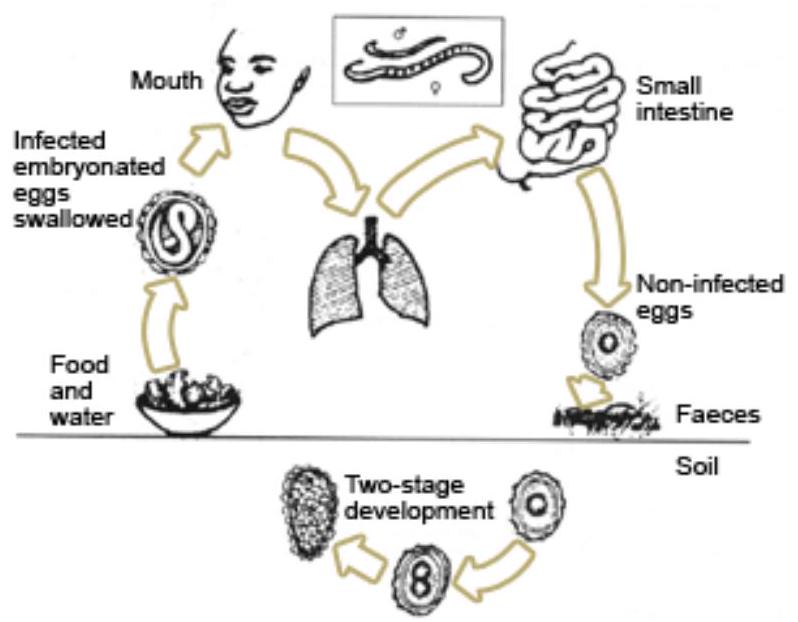 Mouth
♂
♀
Small
intestine
Infected
embryonated
eggs
swallowed
Non-infected
eggs
Food
and
water
Faeces
Soil
Two-stage
development